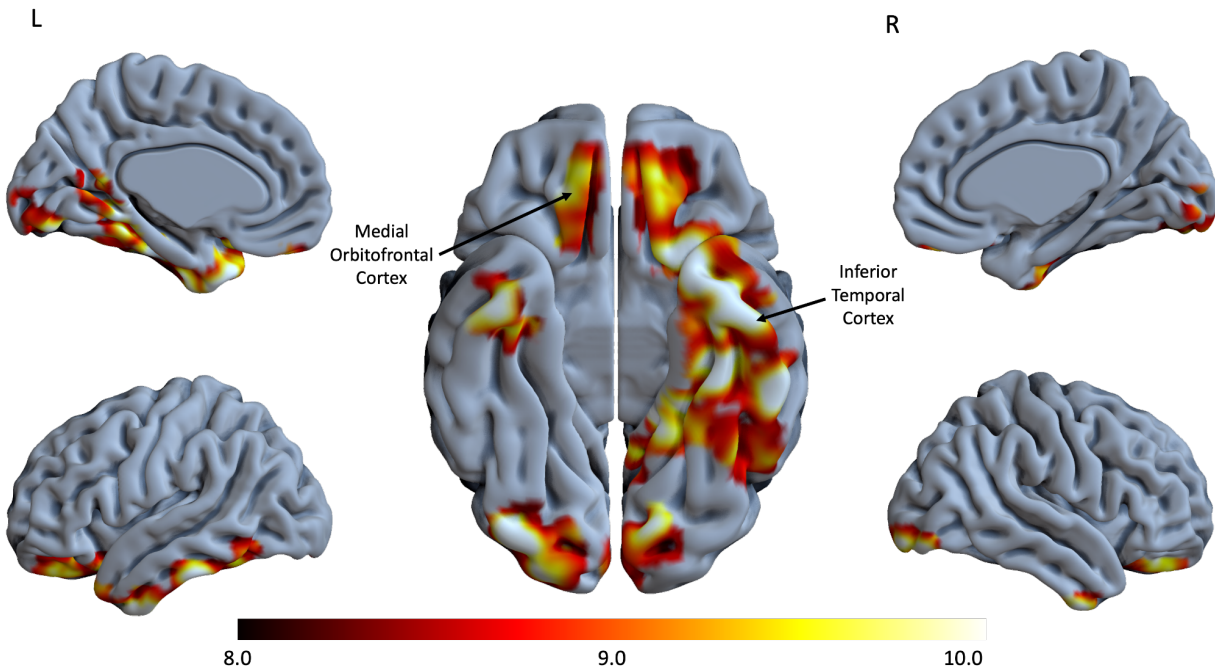 L
R
Medial
Orbitofrontal
Cortex
Inferior
Temporal
Cortex
8.0
9.0
10.0